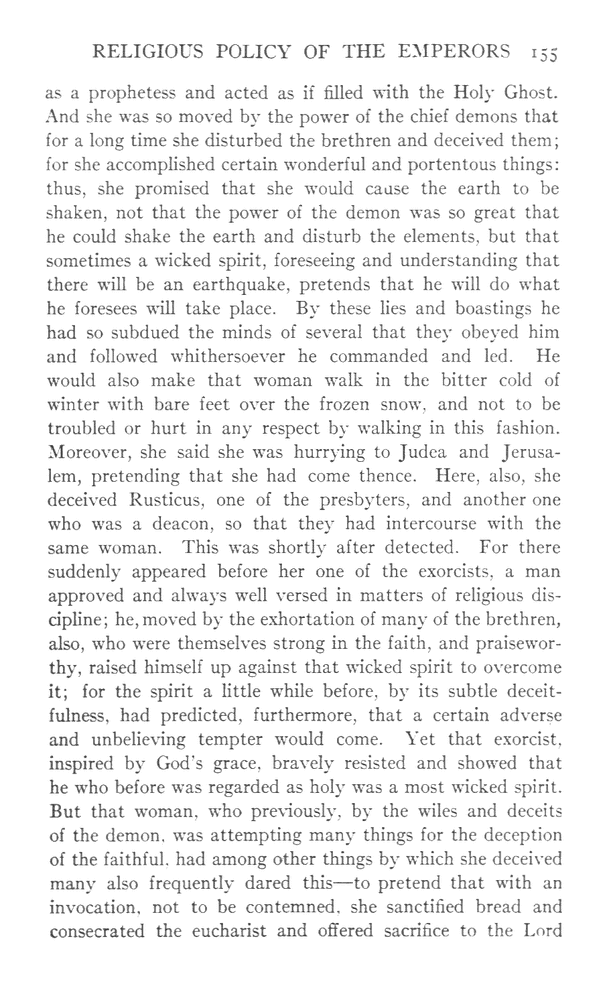 RELIGIOUS POLICY OF THE EMPERORS 155
as a prophetess and acted as if filled with the Holy Ghost.
And she was so moved by the power of the chief demons that
for a long time she disturbed the brethren and deceived them;
for she accomplished certain wonderful and portentous things:
thus, she promised that she would cause the earth to be
shaken, not that the power of the demon was so great that
he could shake the earth and disturb the elements, but that
sometimes a wicked spirit, foreseeing and understanding that
there will be an earthquake, pretends that he will do what
he foresees will take place. By these lies and boastings he
had so subdued the minds of several that they obeyed him
and followed whithersoever he commanded and led. He
would also make that woman walk in the bitter cold of
winter with bare feet over the frozen snow, and not to be
troubled or hurt in any respect by walking in this fashion.
Moreover, she said she was hurrying to Judea and Jerusa-
lem, pretending that she had come thence. Here, also, she
deceived Rusticus, one of the presbyters, and another one
who was a deacon, so that they had intercourse with the
same woman. This was shortly after detected. For there
suddenly appeared before her one of the exorcists, a man
approved and always well versed in matters of religious dis-
cipline; he, moved by the exhortation of many of the brethren,
also, who were themselves strong in the faith, and praisewor-
thy, raised himself up against that wicked spirit to overcome
it; for the spirit a little while before, by its subtle deceit-
fulness, had predicted, furthermore, that a certain adverse
and unbelieving tempter would come. Yet that exorcist,
inspired by God's grace, bravely resisted and showed that
he who before was regarded as holy was a most wicked spirit.
But that woman, who previously, by the wiles and deceits
of the demon, was attempting many things for the deception
of the faithful, had among other things by which she deceived
many also frequently dared this—to pretend that with an
invocation, not to be contemned, she sanctified bread and
consecrated the eucharist and offered sacrifice to the Lord